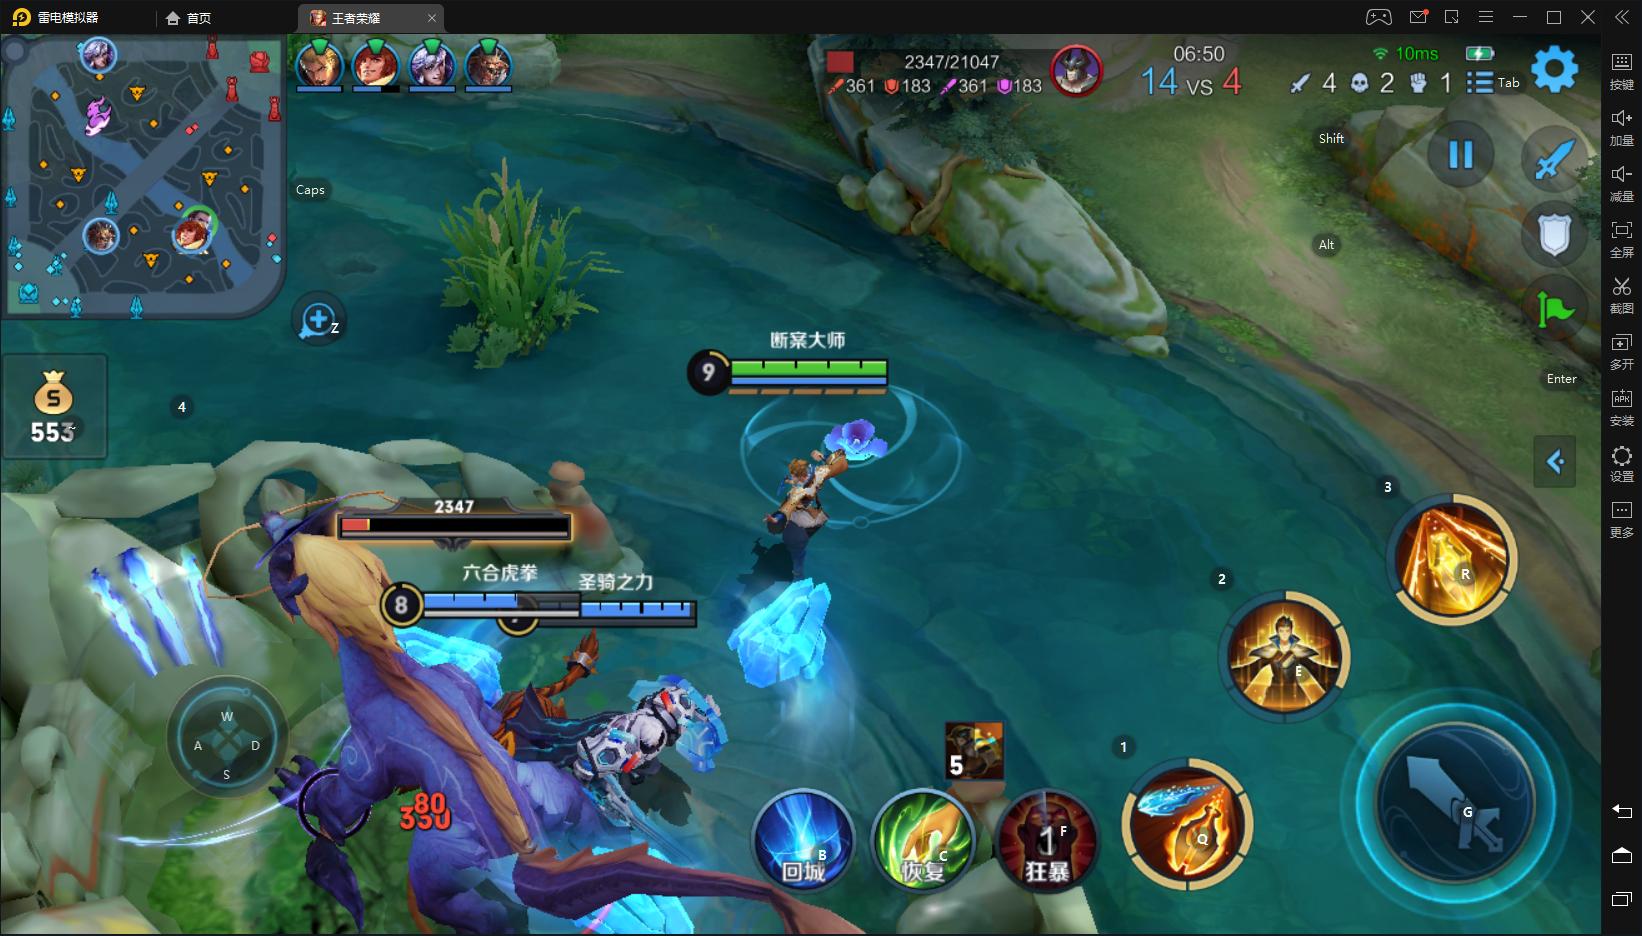 雷电模拟器
首页
王者荣耀
2347/21047
361 183 361 183
06:50
14 VS 4
10ms
4 2 1
Tab
Shift
Caps
Alt
Z
Enter
553
4
断案大师
9
2347
六合虎拳
圣骑之力
8
80
330
W
A D
S
5
B
回城
C
恢复
1
F
狂暴
1
Q
2
E
3
R
G
按键
加量
减量
全屏
截图
多开
APK
安装
设置
更多